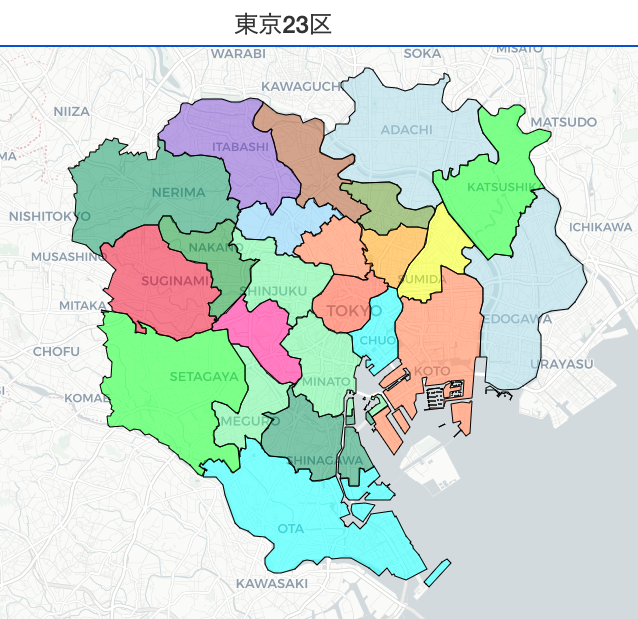 東京23区
WARABI
SOKA
MISATO
KAWAGUCHI
NIIZA
MATSUDO
ADACHI
ITABASHI
MA
KATSUSHIK
NERIMA
NISHITOKYO
ICHIKAWA
NAKANO
MUSASHINO
SUGINAMI
SUMIDA
SHINJUKU
MITAKA
TOKYO
EDOGAWA
CHUO
CHOFU
URAYASU
KOTO
SETAGAYA
MINATO
KOMAE
MEGURO
SHINAGAWA
OTA
KAWASAKI